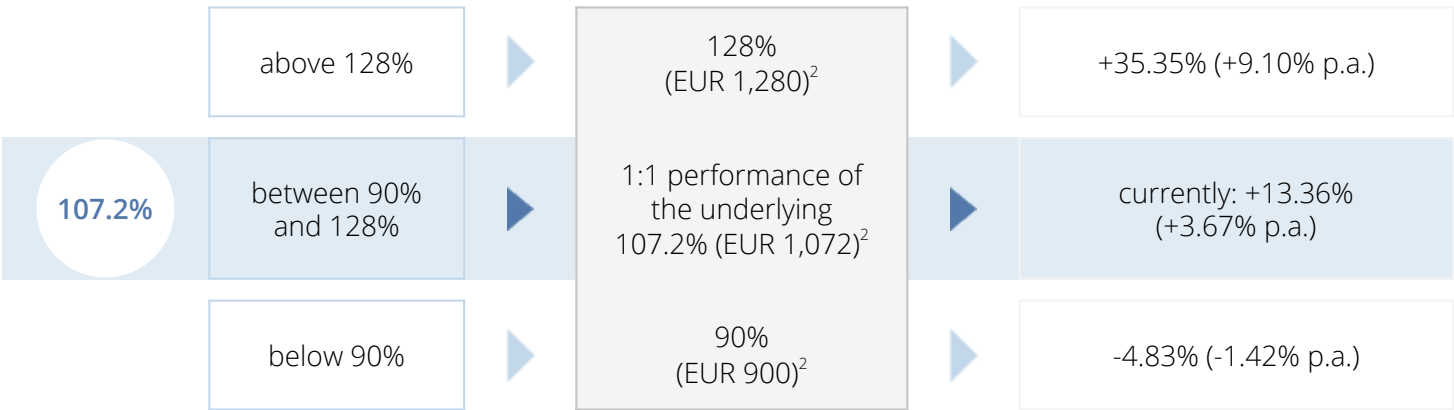 above 128%
128%
(EUR 1,280)²
+35.35% (+9.10% p.a.)
107.2%
between 90%
and 128%
1:1 performance of
the underlying
107.2% (EUR 1,072)²
currently: +13.36%
(+3.67% p.a.)
below 90%
90%
(EUR 900)²
-4.83% (-1.42% p.a.)